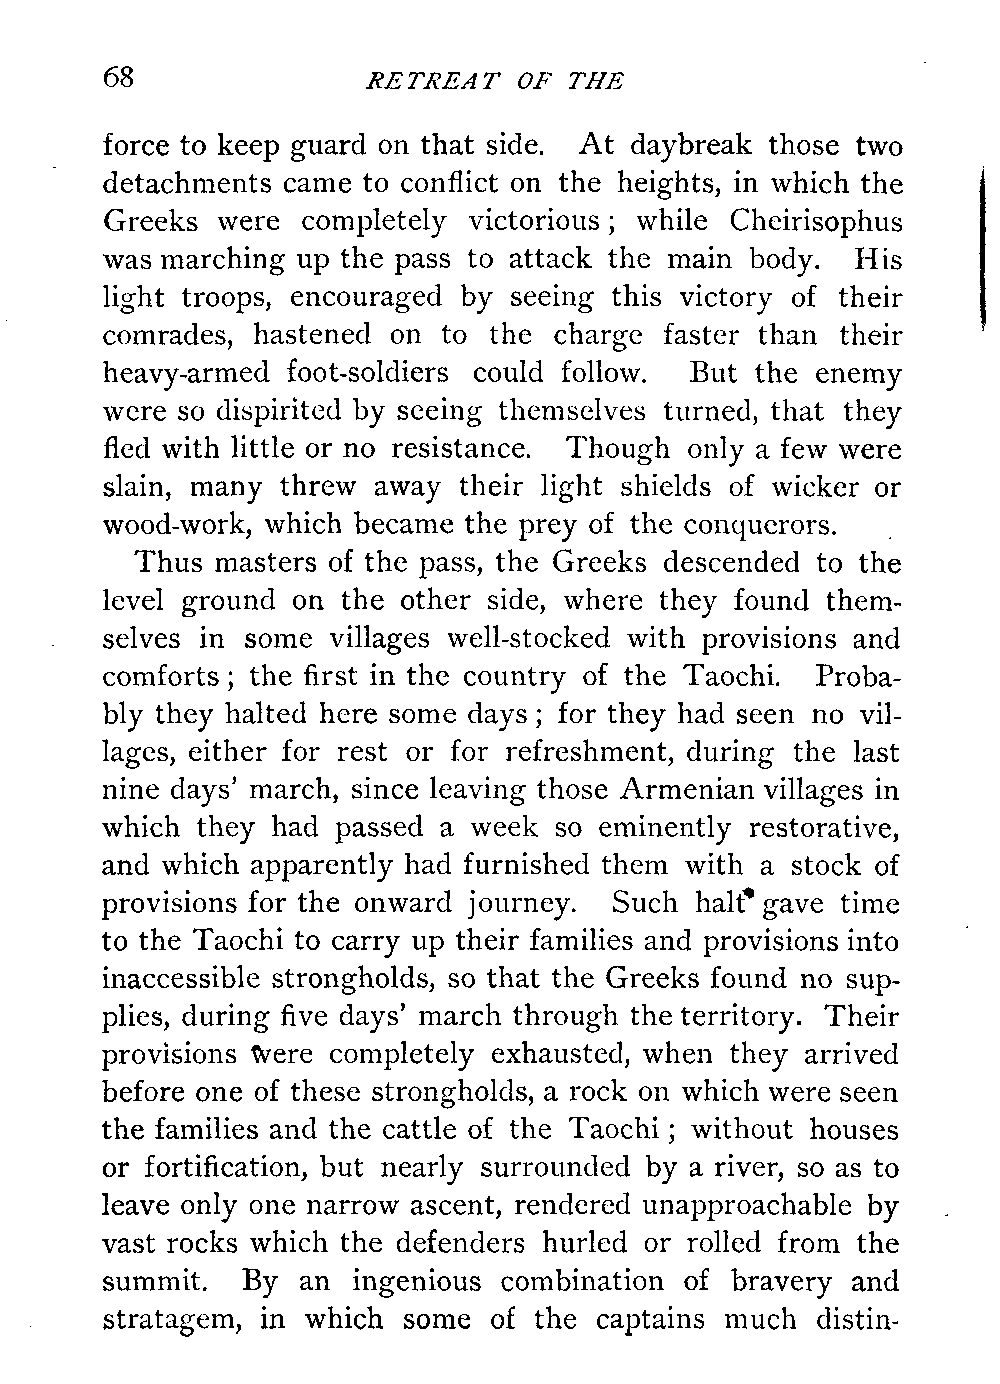 68 RETREAT OF THE
force to keep guard on that side. At daybreak those two
detachments came to conflict on the heights, in which the
Greeks were completely victorious ; while Cheirisophus
was marching up the pass to attack the main body. His
light troops, encouraged by seeing this victory of their
comrades, hastened on to the charge faster than their
heavy-armed foot-soldiers could follow. But the enemy
were so dispirited by seeing themselves turned, that they
fled with little or no resistance. Though only a few were
slain, many threw away their light shields of wicker or
wood-work, which became the prey of the conquerors.
Thus masters of the pass, the Greeks descended to the
level ground on the other side, where they found them-
selves in some villages well-stocked with provisions and
comforts ; the first in the country of the Taochi. Proba-
bly they halted here some days ; for they had seen no vil-
lages, either for rest or for refreshment, during the last
nine days' march, since leaving those Armenian villages in
which they had passed a week so eminently restorative,
and which apparently had furnished them with a stock of
provisions for the onward journey. Such halt gave time
to the Taochi to carry up their families and provisions into
inaccessible strongholds, so that the Greeks found no sup-
plies, during five days' march through the territory. Their
provisions were completely exhausted, when they arrived
before one of these strongholds, a rock on which were seen
the families and the cattle of the Taochi ; without houses
or fortification, but nearly surrounded by a river, so as to
leave only one narrow ascent, rendered unapproachable by
vast rocks which the defenders hurled or rolled from the
summit. By an ingenious combination of bravery and
stratagem, in which some of the captains much distin-